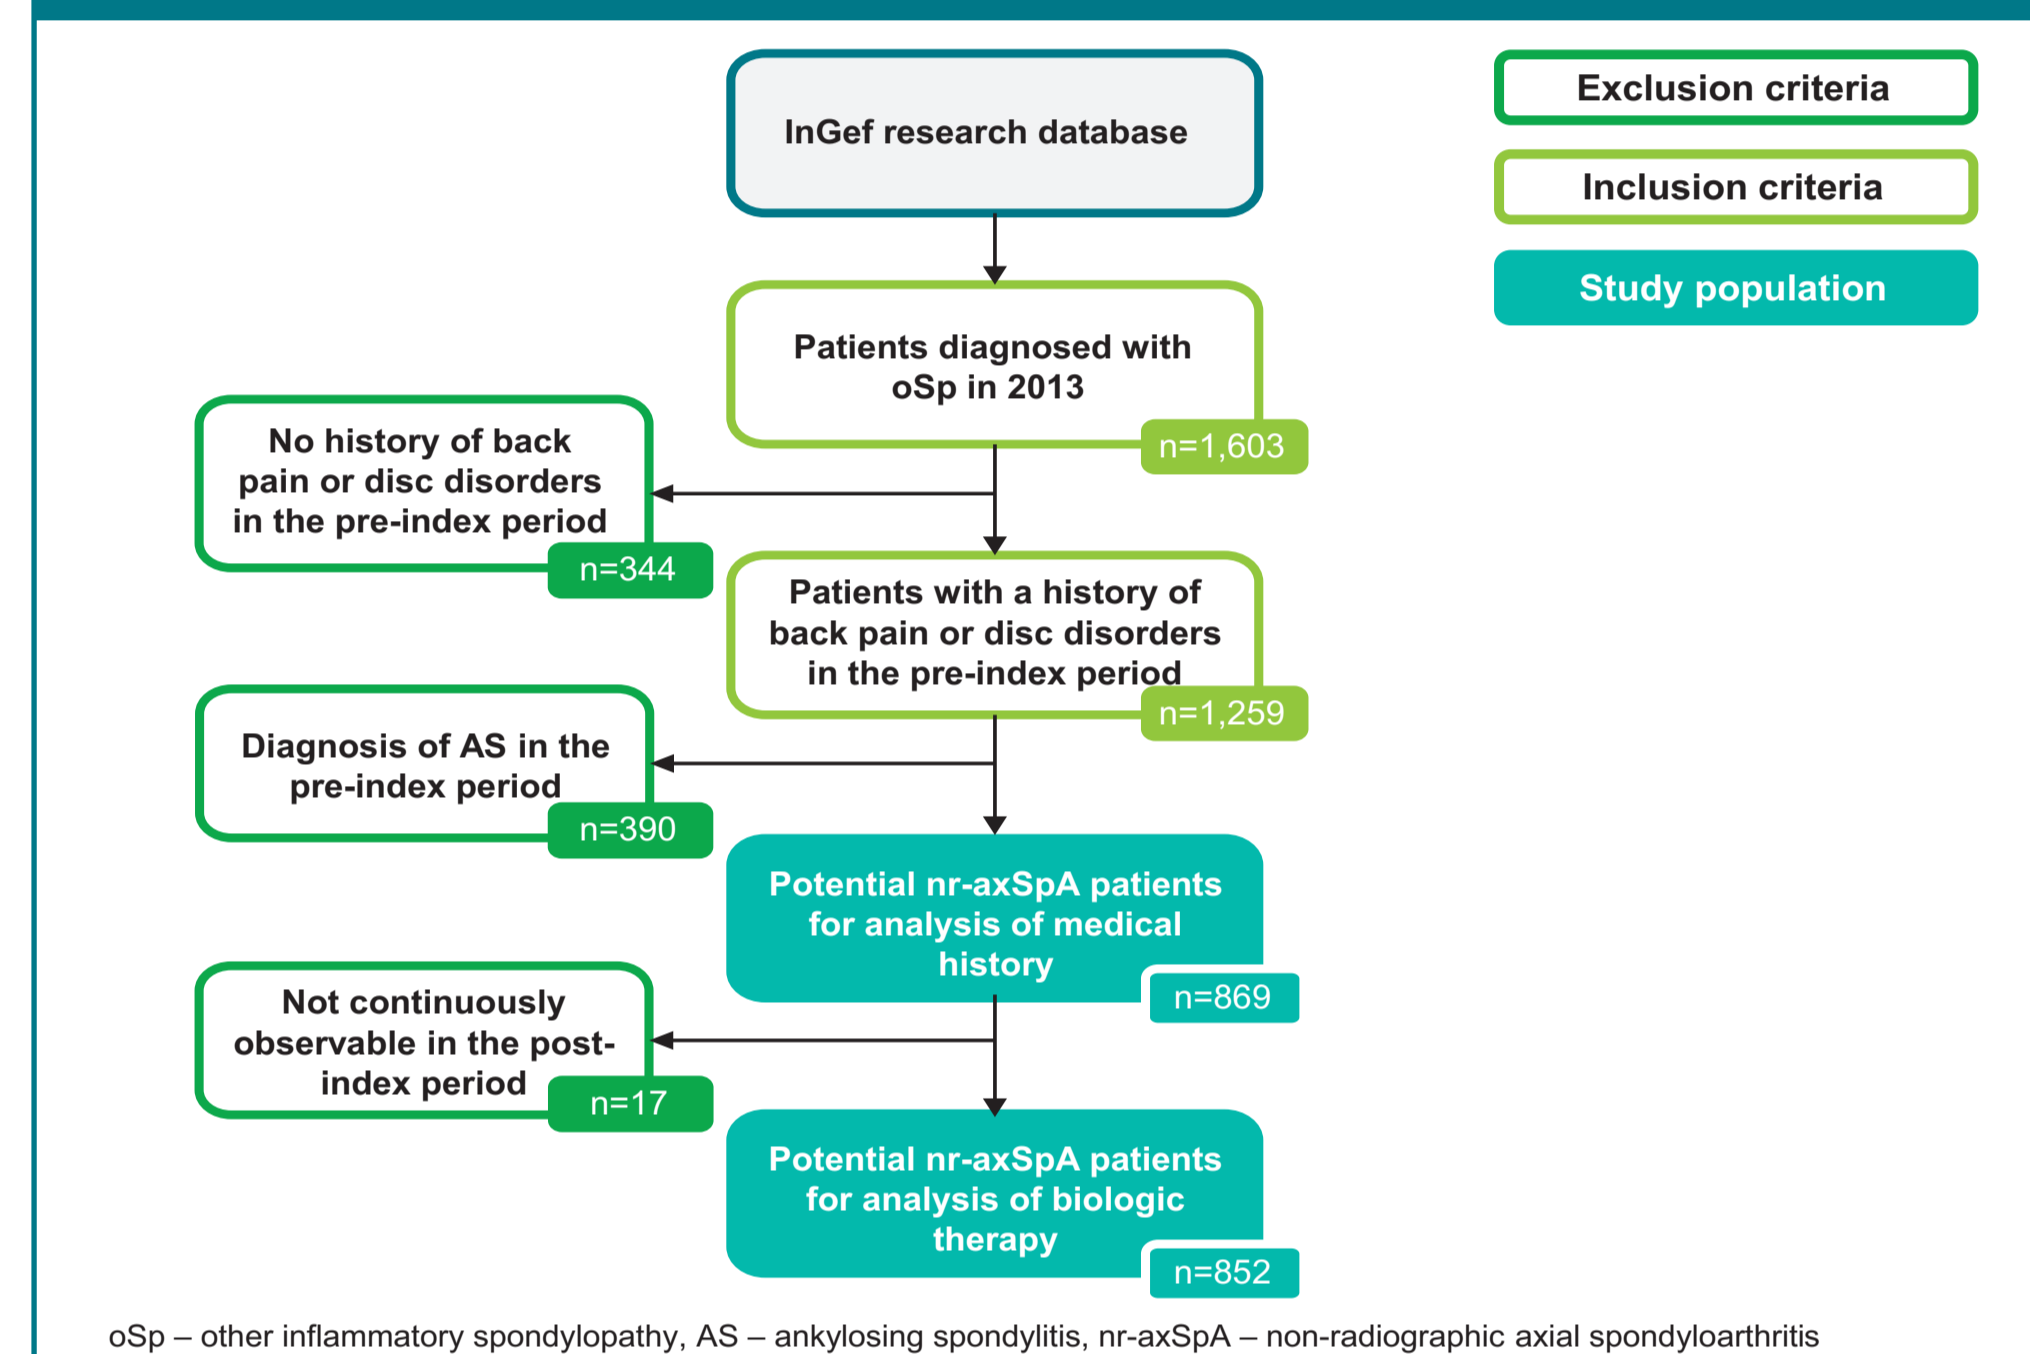 InGef research database
Exclusion criteria
Inclusion criteria
Study population
Patients diagnosed with
oSp in 2013
n=1,603
No history of back
pain or disc disorders
in the pre-index period
n=344
Patients with a history of
back pain or disc disorders
in the pre-index period
n=1,259
Diagnosis of AS in the
pre-index period
n=390
Potential nr-axSpA patients
for analysis of medical
history
n=869
Not continuously
observable in the post-
index period
n=17
Potential nr-axSpA patients
for analysis of biologic
therapy
n=852
oSp – other inflammatory spondylopathy, AS – ankylosing spondylitis, nr-axSpA – non-radiographic axial spondyloarthritis